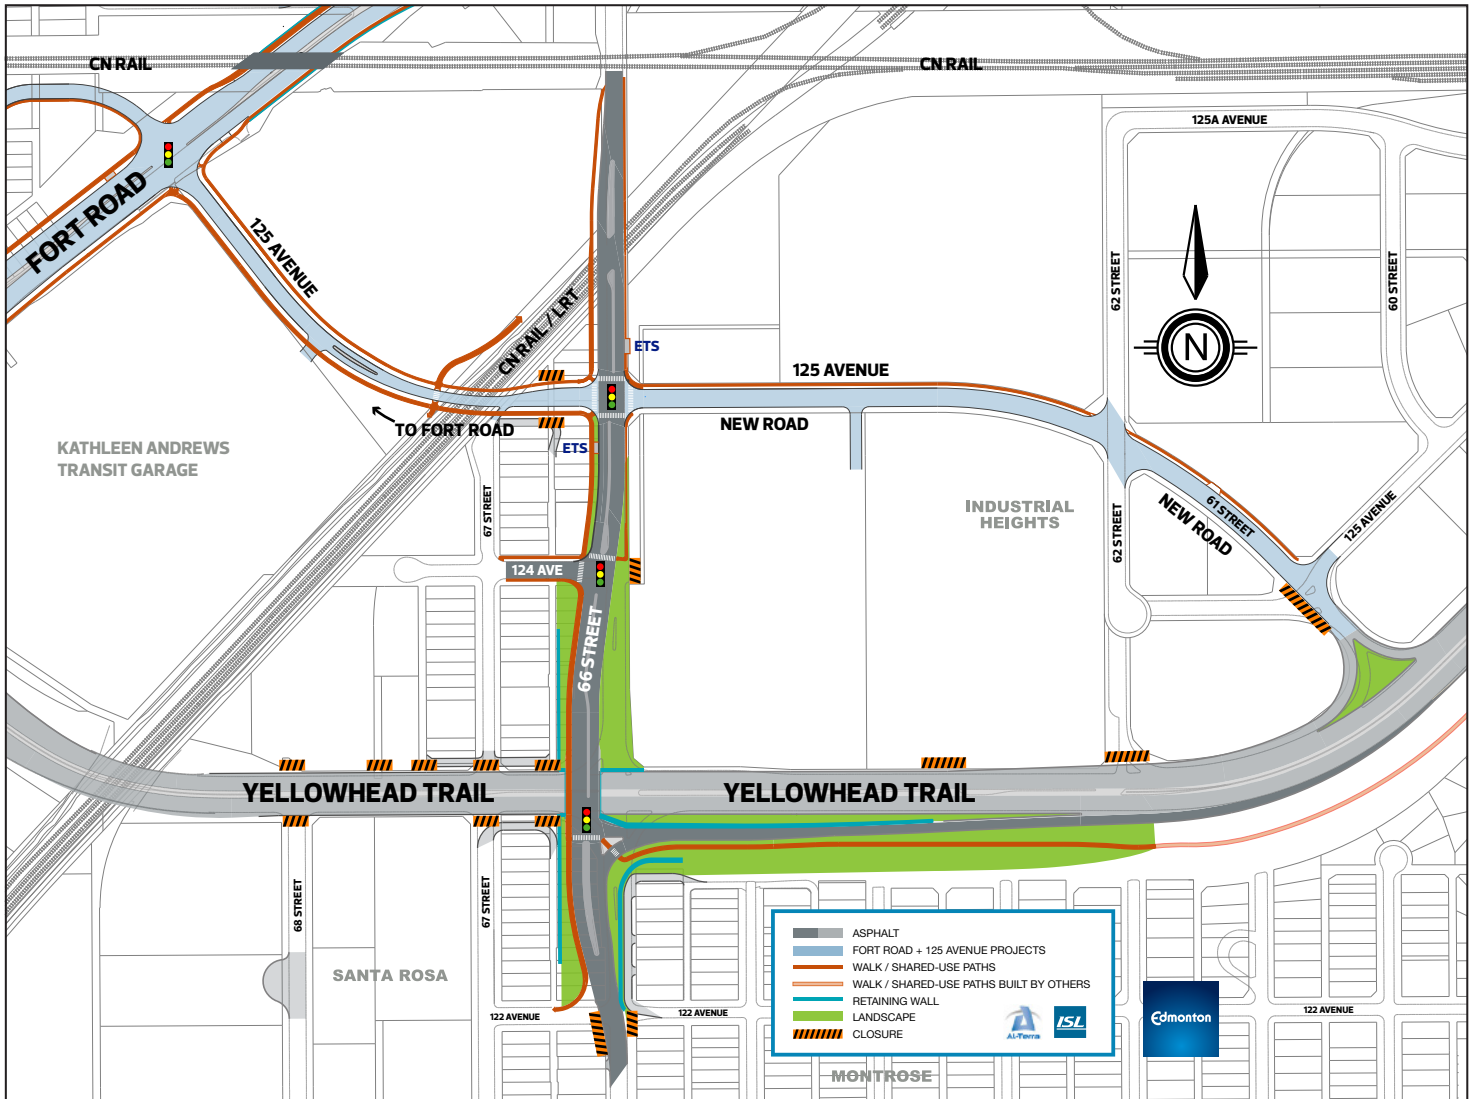 CN RAIL
CN RAIL
125A AVENUE
FORT ROAD
125 AVENUE
62 STREET
60 STREET
N
CN RAIL / LRT
ETS
125 AVENUE
NEW ROAD
TO FORT ROAD
ETS
KATHLEEN ANDREWS
TRANSIT GARAGE
67 STREET
INDUSTRIAL
HEIGHTS
62 STREET
61 STREET
NEW ROAD
125 AVENUE
124 AVE
66 STREET
YELLOWHEAD TRAIL
YELLOWHEAD TRAIL
68 STREET
67 STREET
SANTA ROSA
122 AVENUE
122 AVENUE
122 AVENUE
ASPHALT
FORT ROAD + 125 AVENUE PROJECTS
WALK / SHARED-USE PATHS
WALK / SHARED-USE PATHS BUILT BY OTHERS
RETAINING WALL
LANDSCAPE
CLOSURE
Al-Terra
ISL
Edmonton
MONTROSE